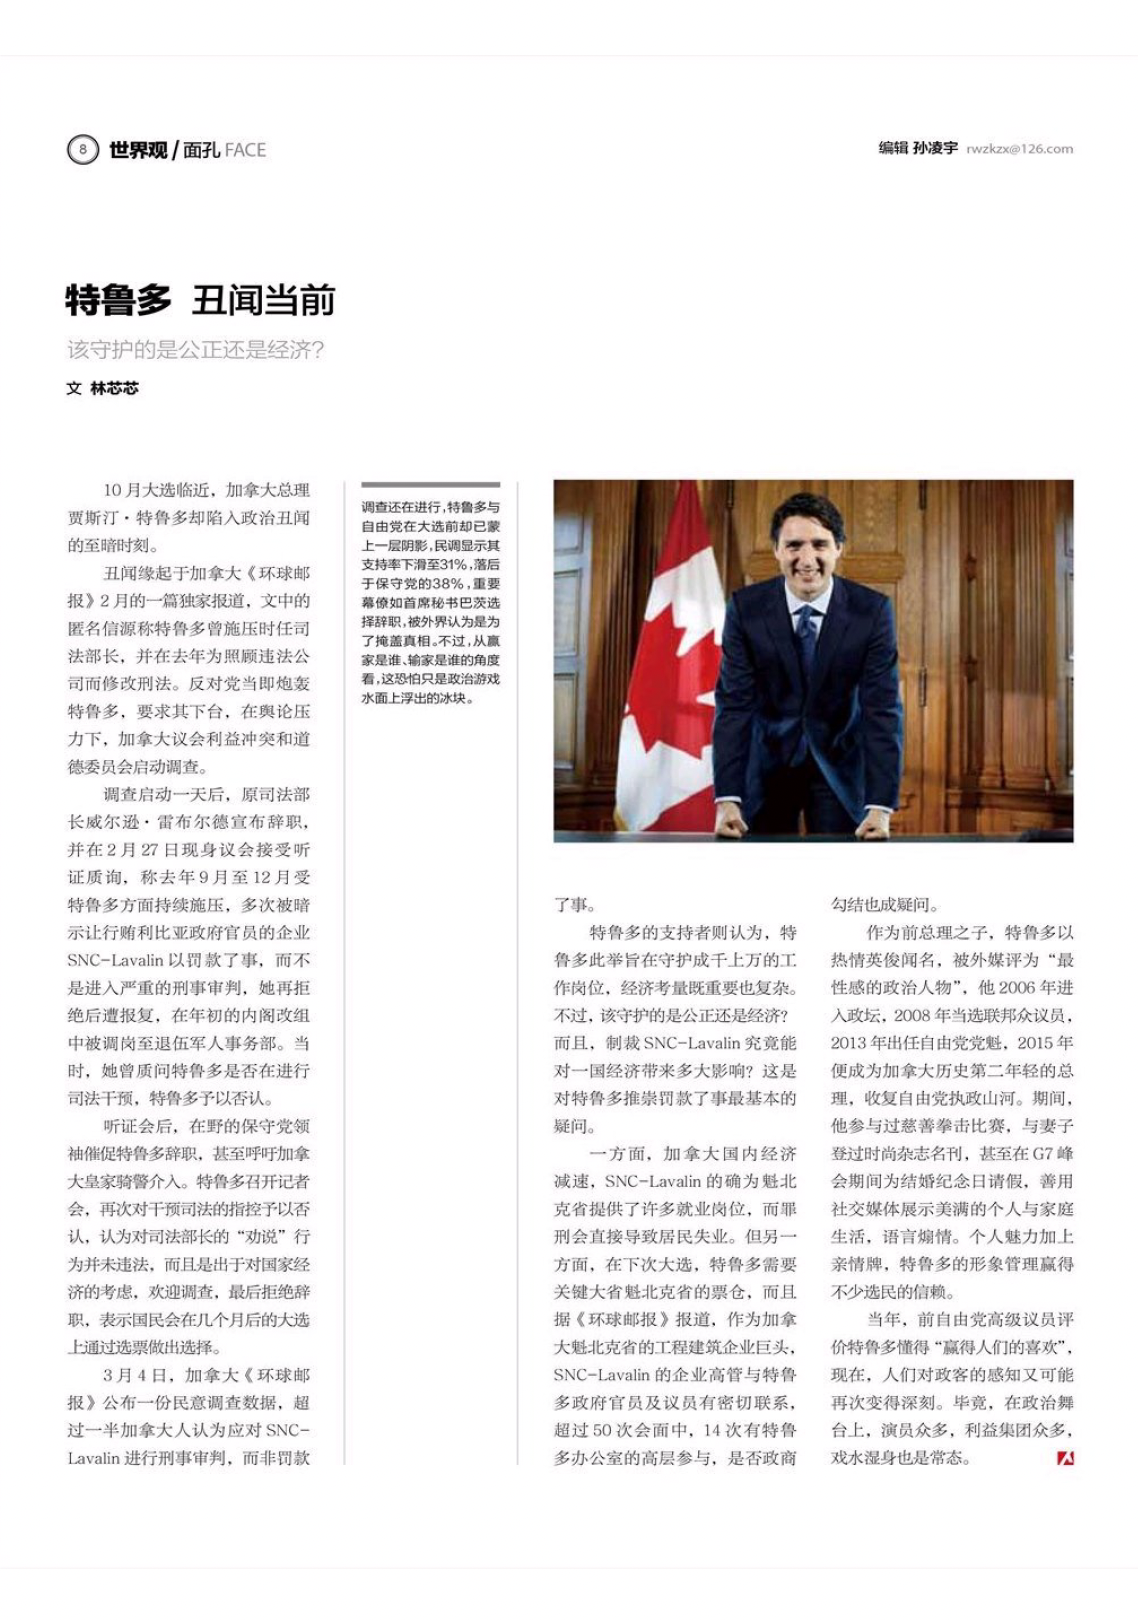 8 世界观 / 面孔 FACE
编辑 孙凌宇 rwzkzx@126.com
特鲁多 丑闻当前
该守护的是公正还是经济？
文 林芯芯
10 月大选临近，加拿大总理
贾斯汀·特鲁多却陷入政治丑闻
的至暗时刻。
丑闻缘起于加拿大《环球邮
报》2 月的一篇独家报道，文中的
匿名信源称特鲁多曾施压时任司
法部长，并在去年为照顾违法公
司而修改刑法。反对党当即炮轰
特鲁多，要求其下台，在舆论压
力下，加拿大议会利益冲突和道
德委员会启动调查。
调查启动一天后，原司法部
长威尔逊·雷布尔德宣布辞职，
并在 2 月 27 日现身议会接受听
证质询，称去年 9 月至 12 月受
特鲁多方面持续施压，多次被暗
示让行贿利比亚政府官员的企业
SNC-Lavalin 以罚款了事，而不
是进入严重的刑事审判，她再拒
绝后遭报复，在年初的内阁改组
中被调岗至退伍军人事务部。当
时，她曾质问特鲁多是否在进行
司法干预，特鲁多予以否认。
听证会后，在野的保守党领
袖催促特鲁多辞职，甚至呼吁加拿
大皇家骑警介入。特鲁多召开记者
会，再次对干预司法的指控予以否
认，认为对司法部长的“劝说”行
为并未违法，而且是出于对国家经
济的考虑，欢迎调查，最后拒绝辞
职，表示国民会在几个月后的大选
上通过选票做出选择。
3 月 4 日，加拿大《环球邮
报》公布一份民意调查数据，超
过一半加拿大人认为应对 SNC-
Lavalin 进行刑事审判，而非罚款
调查还在进行，特鲁多与
自由党在大选前却已蒙
上一层阴影，民调显示其
支持率下滑至31%，落后
于保守党的38%，重要
幕僚如首席秘书巴茨选
择辞职，被外界认为是为
了掩盖真相。不过，从赢
家是谁、输家是谁的角度
看，这恐怕只是政治游戏
水面上浮出的冰块。
了事。
特鲁多的支持者则认为，特
鲁多此举旨在守护成千上万的工
作岗位，经济考量既重要也复杂。
不过，该守护的是公正还是经济？
而且，制裁 SNC-Lavalin 究竟能
对一国经济带来多大影响？这是
对特鲁多推崇罚款了事最基本的
疑问。
一方面，加拿大国内经济
减速，SNC-Lavalin 的确为魁北
克省提供了许多就业岗位，而罪
刑会直接导致居民失业。但另一
方面，在下次大选，特鲁多需要
关键大省魁北克省的票仓，而且
据《环球邮报》报道，作为加拿
大魁北克省的工程建筑企业巨头，
SNC-Lavalin 的企业高管与特鲁
多政府官员及议员有密切联系，
超过 50 次会面中，14 次有特鲁
多办公室的高层参与，是否政商
勾结也成疑问。
作为前总理之子，特鲁多以
热情英俊闻名，被外媒评为“最
性感的政治人物”，他 2006 年进
入政坛，2008 年当选联邦众议员，
2013 年出任自由党党魁，2015 年
便成为加拿大历史第二年轻的总
理，收复自由党执政山河。期间，
他参与过慈善拳击比赛，与妻子
登过时尚杂志名刊，甚至在 G7 峰
会期间为结婚纪念日请假，善用
社交媒体展示美满的个人与家庭
生活，语言煽情。个人魅力加上
亲情牌，特鲁多的形象管理赢得
不少选民的信赖。
当年，前自由党高级议员评
价特鲁多懂得“赢得人们的喜欢”，
现在，人们对政客的感知又可能
再次变得深刻。毕竟，在政治舞
台上，演员众多，利益集团众多，
戏水湿身也是常态。